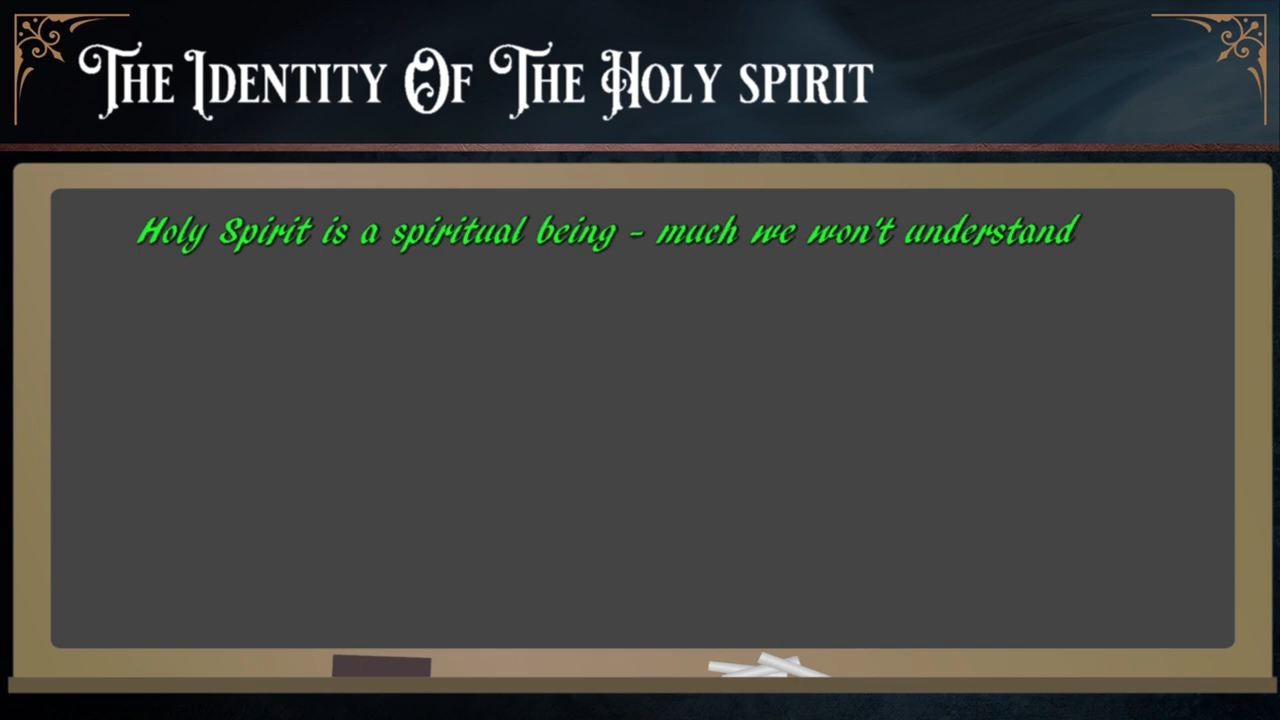 The Identity Of The Holy spirit
Holy Spirit is a spiritual being - much we won't understand